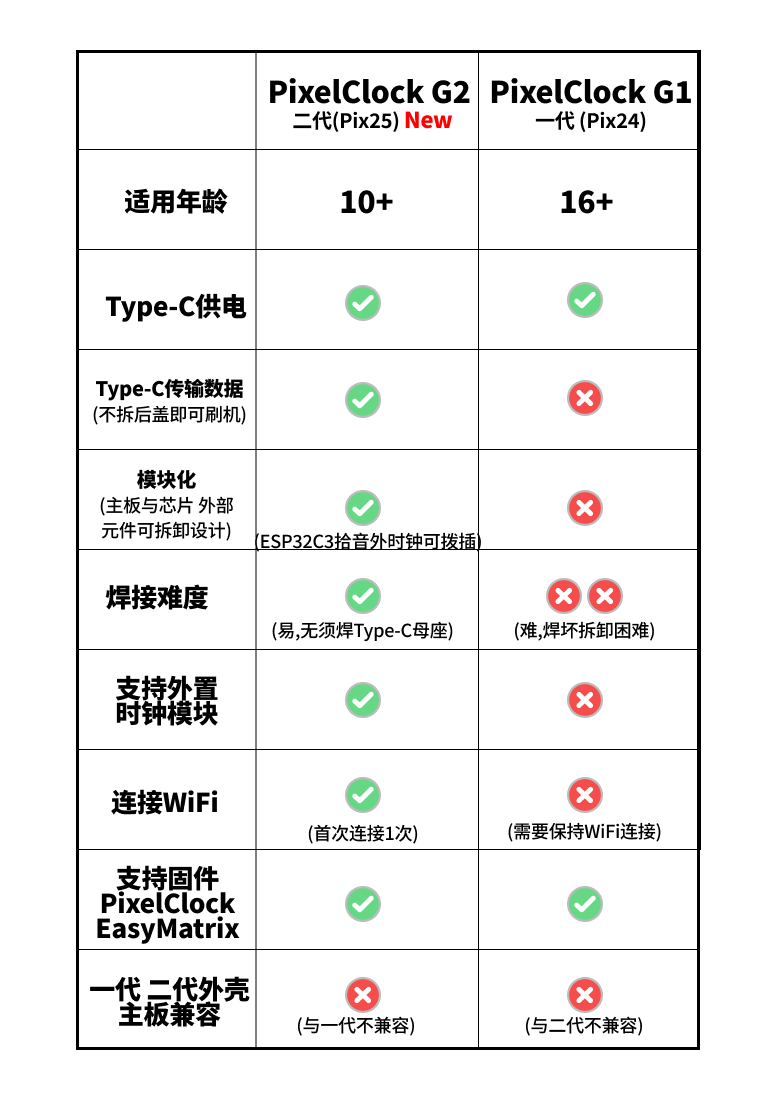 PixelClock G2
二代(Pix25) New
PixelClock G1
一代 (Pix24)
适用年龄
10+
16+
Type-C供电
Type-C传输数据
(不拆后盖即可刷机)
模块化
(主板与芯片 外部
元件可拆卸设计)
(ESP32C3拾音外时钟可拨插)
焊接难度
(易,无须焊Type-C母座)
(难,焊坏拆卸困难)
支持外置
时钟模块
连接WiFi
(首次连接1次)
(需要保持WiFi连接)
支持固件
PixelClock
EasyMatrix
一代 二代外壳
主板兼容
(与一代不兼容)
(与二代不兼容)